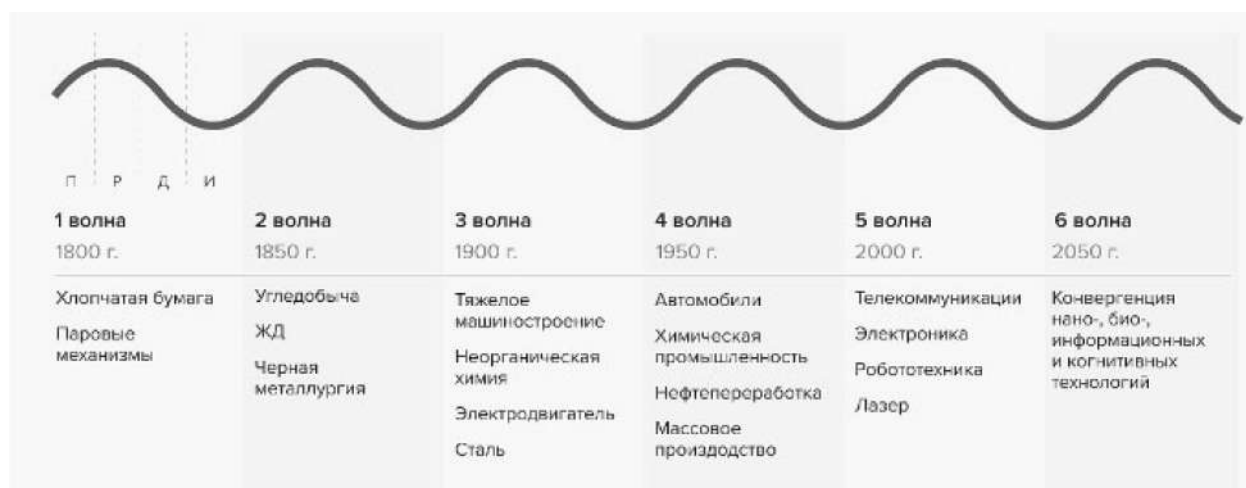 П Р Д И
1 волна
1800 г.
Хлопчатая бумага
Паровые
механизмы
2 волна
1850 г.
Угледобыча
ЖД
Черная
металлургия
3 волна
1900 г.
Тяжелое
машиностроение
Неорганическая
химия
Электродвигатель
Сталь
4 волна
1950 г.
Автомобили
Химическая
промышленность
Нефтепереработка
Массовое
произдодство
5 волна
2000 г.
Телекоммуникации
Электроника
Робототехника
Лазер
6 волна
2050 г.
Конвергенция
нано-, био-,
информационных
и когнитивных
технологий